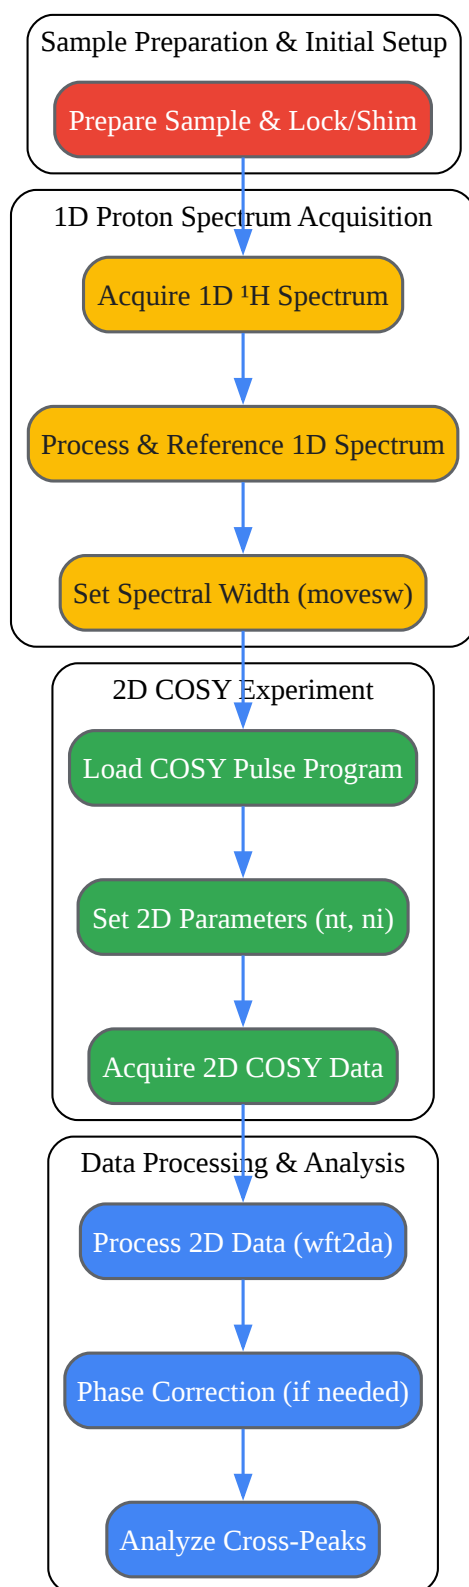 Sample Preparation & Initial Setup
Prepare Sample & Lock/Shim
1D Proton Spectrum Acquisition
Acquire 1D ¹H Spectrum
Process & Reference 1D Spectrum
Set Spectral Width (movesw)
2D COSY Experiment
Load COSY Pulse Program
Set 2D Parameters (nt, ni)
Acquire 2D COSY Data
Data Processing & Analysis
Process 2D Data (wft2da)
Phase Correction (if needed)
Analyze Cross-Peaks